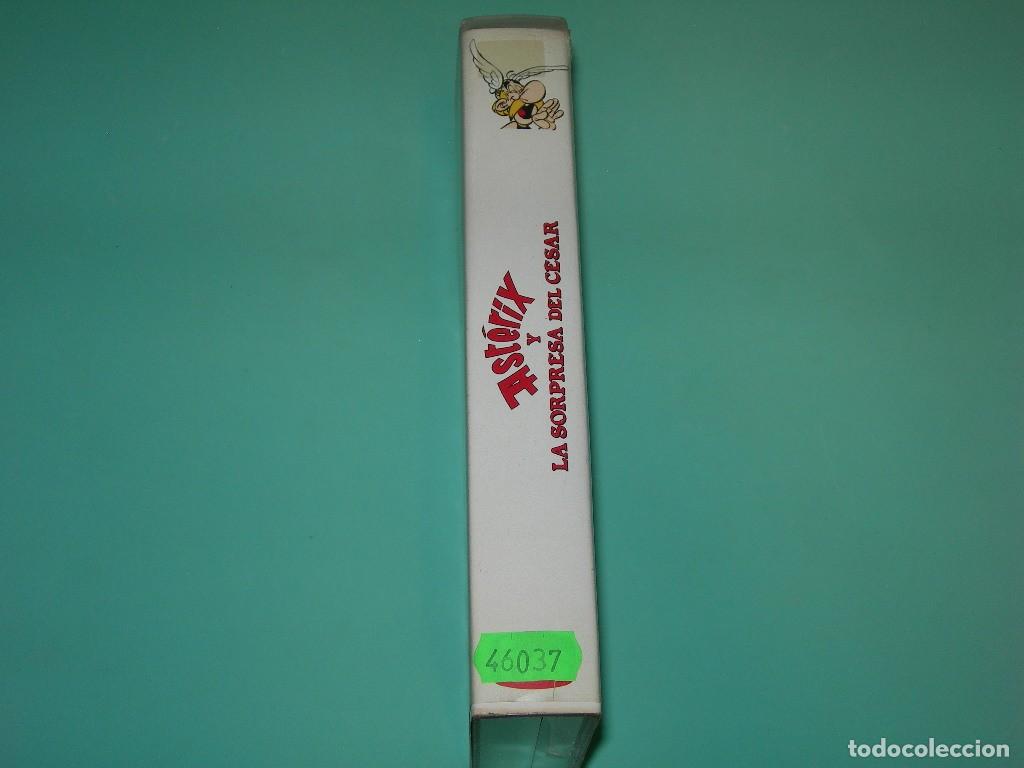 Astérix
Y
LA SORPRESA DEL CESAR
46037
todocoleccion